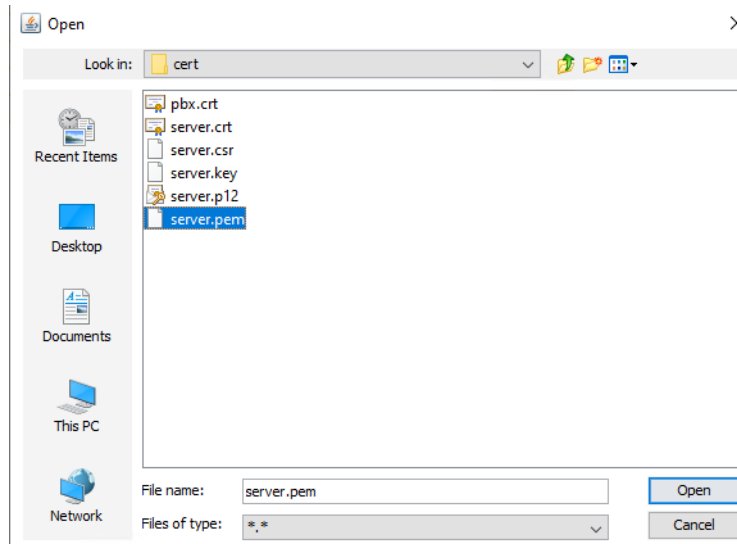 Open
Look in:
cert
pbx.crt
server.crt
server.csr
server.key
server.p12
server.pem
Recent Items
Desktop
Documents
This PC
Network
File name:
server.pem
Open
Files of type:
*.*
Cancel